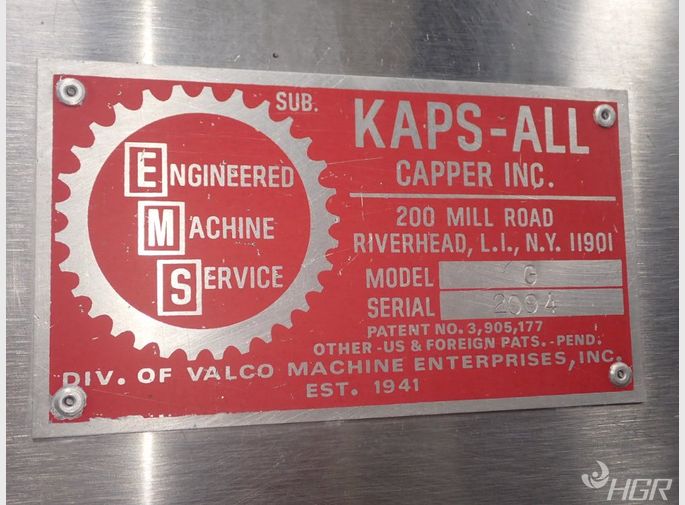 SUB.
KAPS-ALL
CAPPER INC.
200 MILL ROAD
RIVERHEAD, L.I., N.Y. 11901
MODEL G
SERIAL 2094
PATENT NO. 3,905,177
OTHER-US & FOREIGN PATS.-PEND.
ENGINEERED
MACHINE
SERVICE
DIV. OF VALCO MACHINE ENTERPRISES, INC.
EST. 1941
HGR